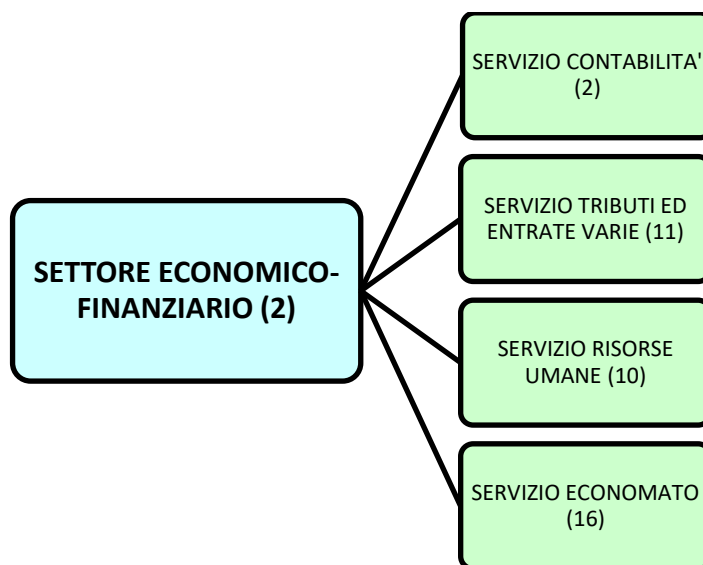 SETTORE ECONOMICO-
FINANZIARIO (2)
SERVIZIO CONTABILITA'
(2)
SERVIZIO TRIBUTI ED
ENTRATE VARIE (11)
SERVIZIO RISORSE
UMANE (10)
SERVIZIO ECONOMATO
(16)